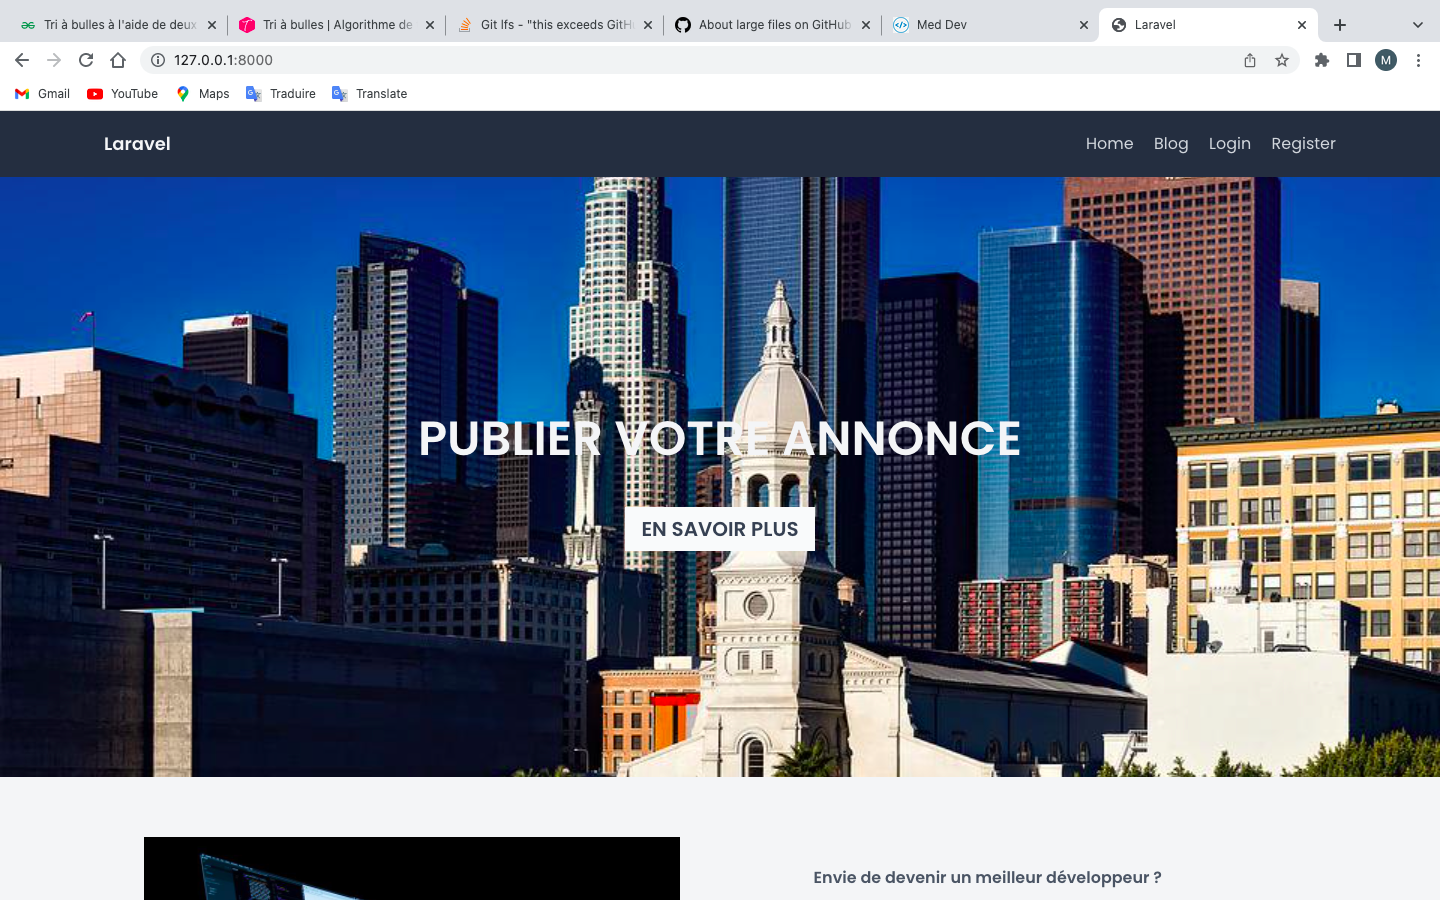 Tri à bulles à l'aide de deux
Tri à bulles | Algorithme de
Git lfs - "this exceeds GitH
About large files on GitHub
Med Dev
Laravel
127.0.0.1:8000
M
Gmail
YouTube
Maps
Traduire
Translate
Laravel
Home
Blog
Login
Register
PUBLIER VOTRE ANNONCE
EN SAVOIR PLUS
Envie de devenir un meilleur développeur ?